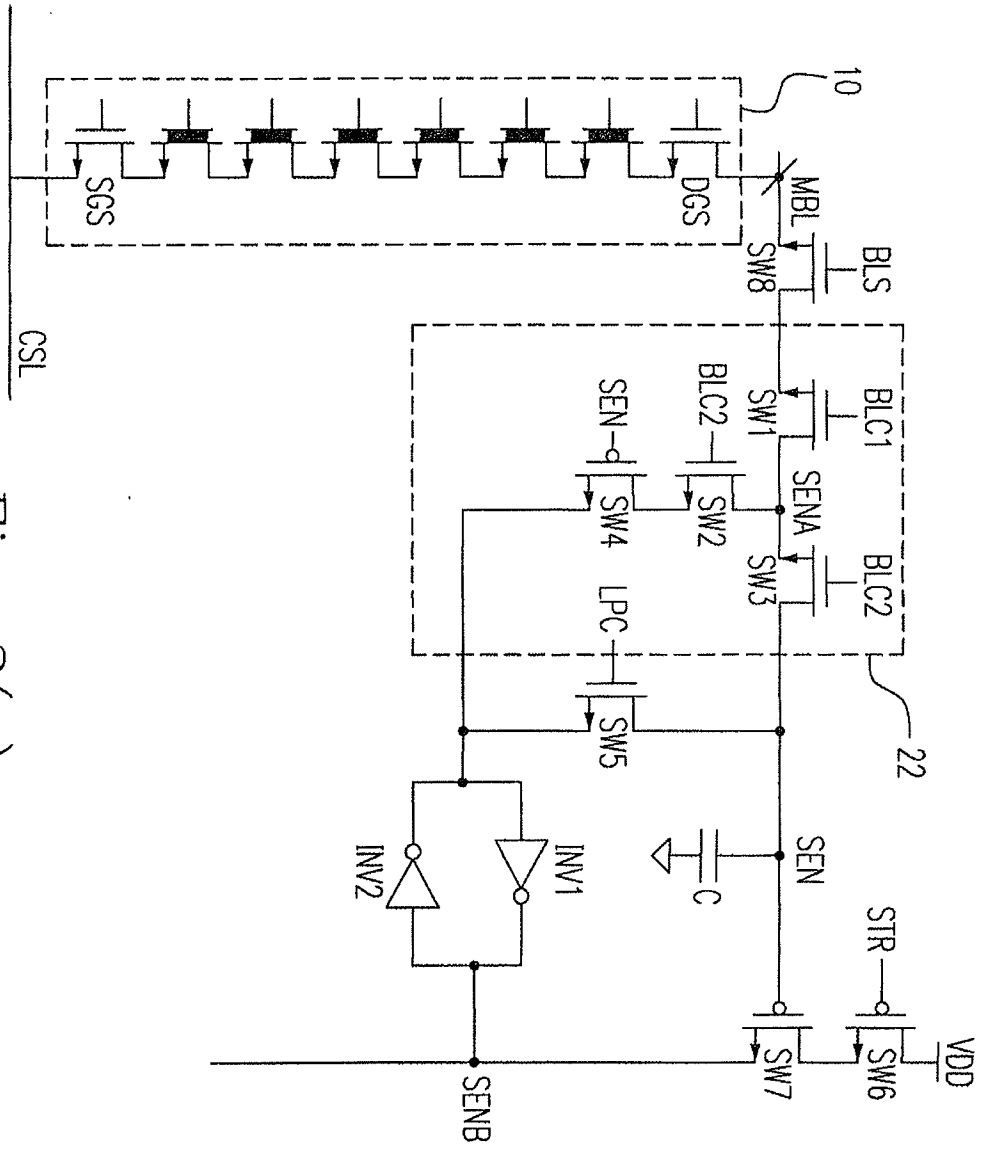 10
MBL
BLS
SW8
BLC1
SW1
SENA
BLC2
SW3
22
SEN
STR
SW6
VDD
SW7
DGS
SGS
CSL
BLC2
SW2
SEN
SW4
LPC
SW5
C
INV1
INV2
SENB